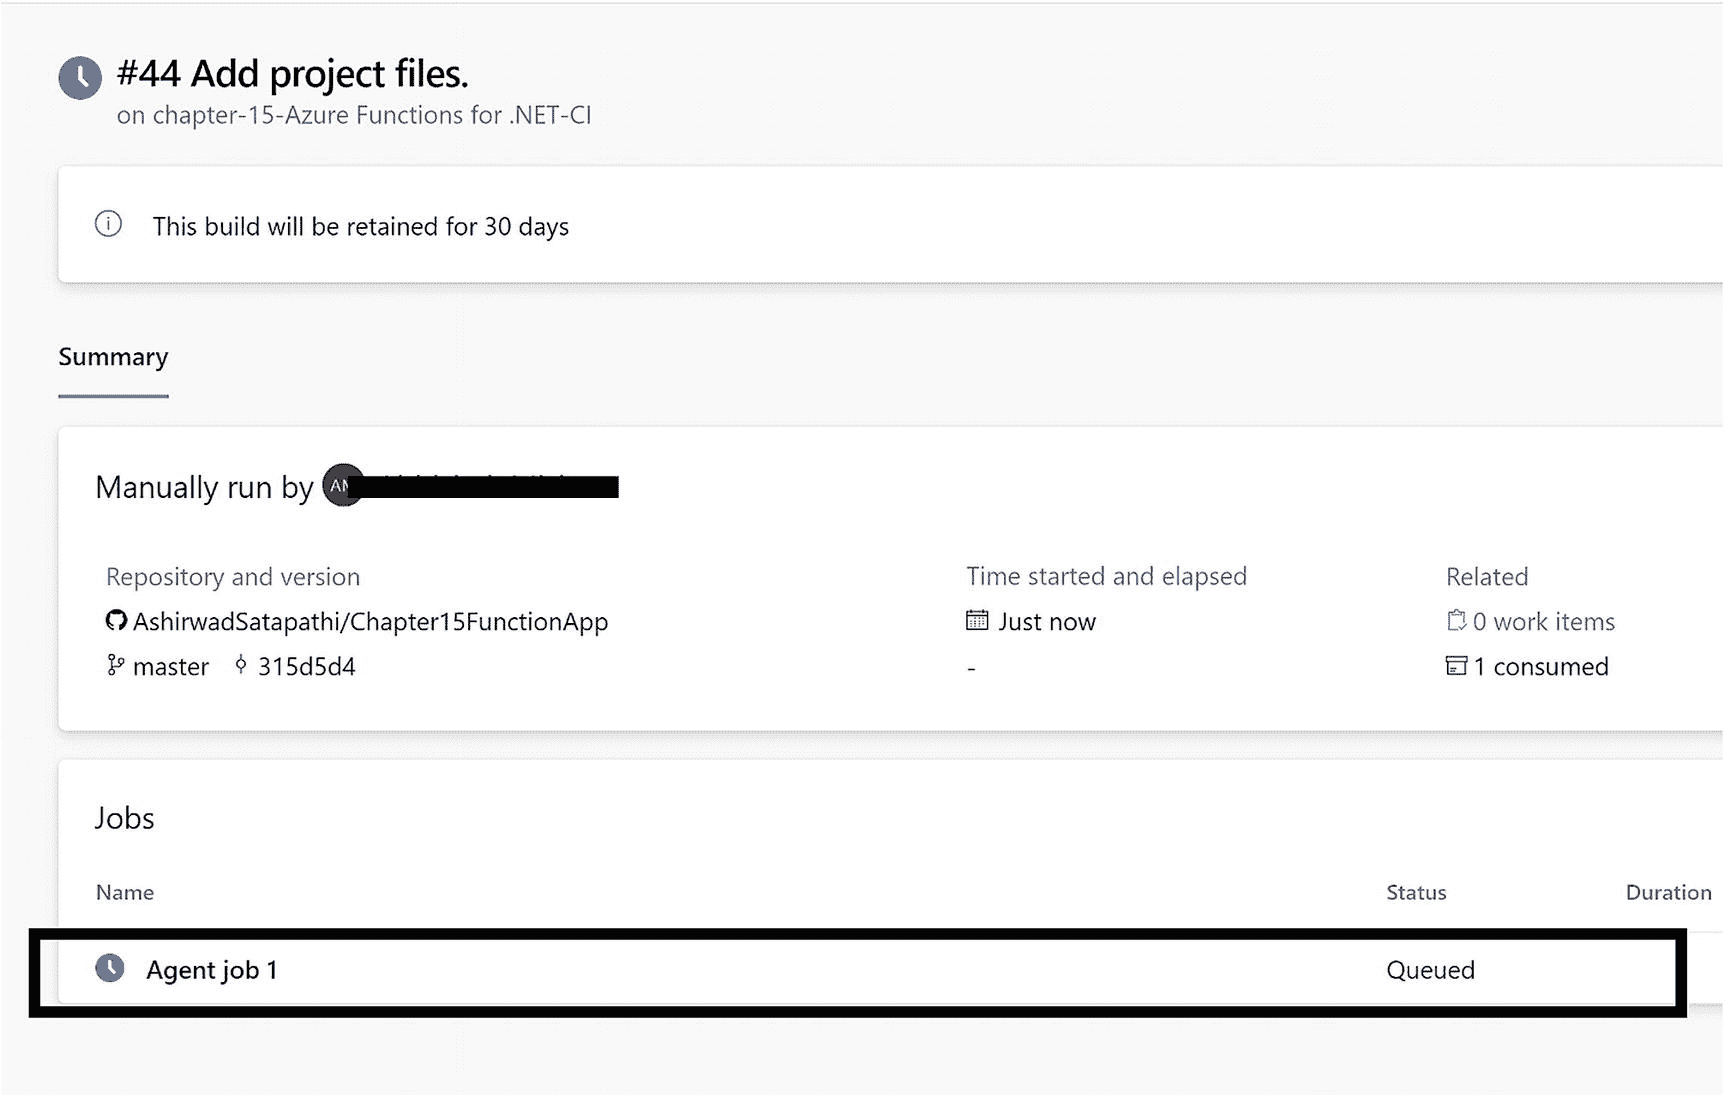 #44 Add project files.
on chapter-15-Azure Functions for .NET-CI
This build will be retained for 30 days
Summary
Manually run by
Repository and version
AshirwadSatapathi/Chapter15FunctionApp
master 315d5d4
Time started and elapsed
Just now
-
Related
0 work items
1 consumed
Jobs
Name Status Duration
Agent job 1 Queued